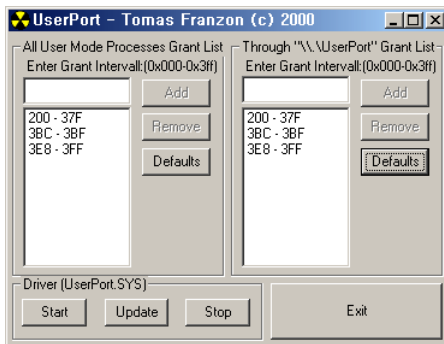 UserPort - Tomas Franzon (c) 2000
All User Mode Processes Grant List
Enter Grant Intervall:(0x000-0x3ff)
Add
200 - 37F
3BC - 3BF
3E8 - 3FF
Remove
Defaults
Through "\\.\UserPort" Grant List
Enter Grant Intervall:(0x000-0x3ff)
Add
200 - 37F
3BC - 3BF
3E8 - 3FF
Remove
Defaults
Driver (UserPort.SYS)
Start
Update
Stop
Exit